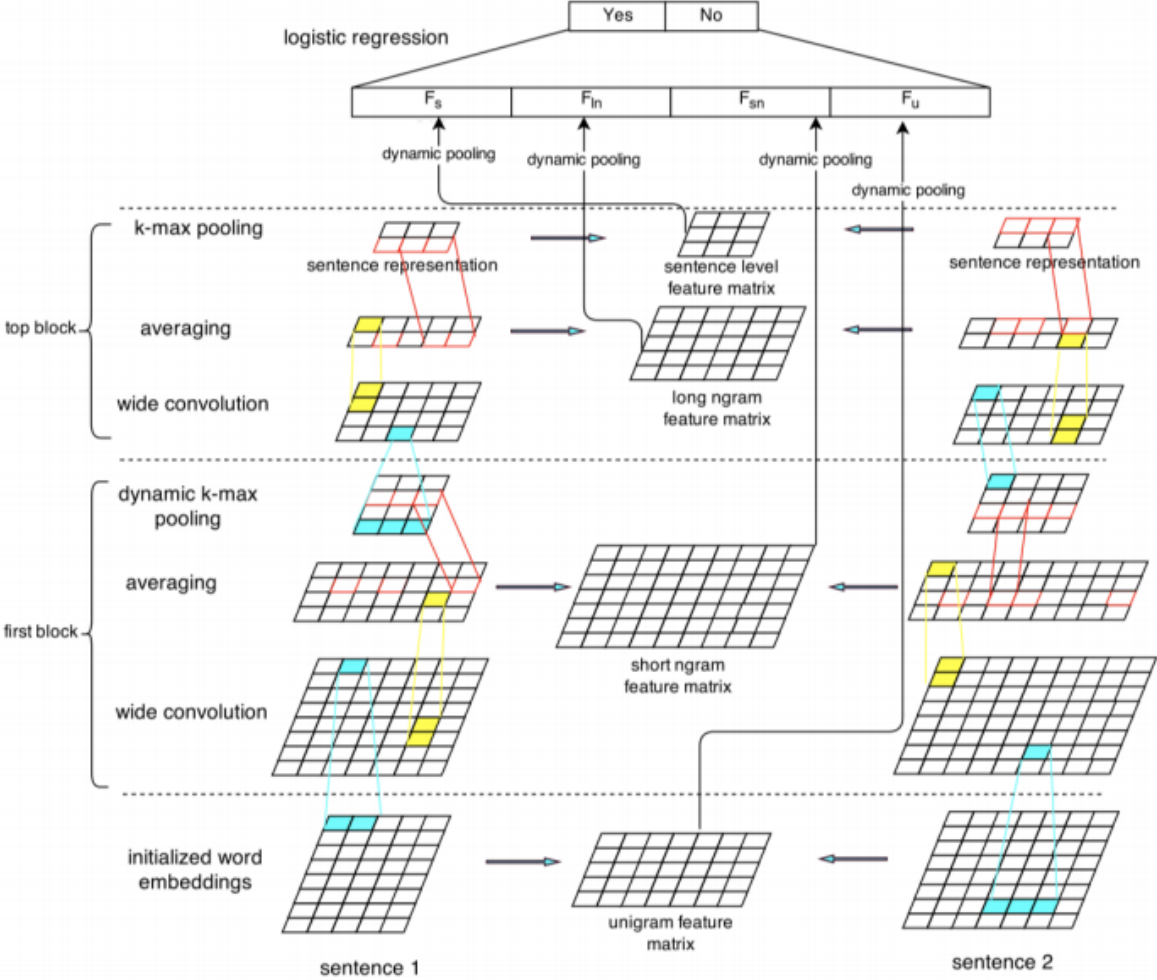 Yes No
logistic regression
Fs Fln Fsn Fu
dynamic pooling
dynamic pooling
dynamic pooling
dynamic pooling
k-max pooling
sentence representation
sentence level
feature matrix
sentence representation
top block
averaging
wide convolution
long ngram
feature matrix
dynamic k-max
pooling
averaging
first block
short ngram
feature matrix
wide convolution
initialized word
embeddings
unigram feature
matrix
sentence 1
sentence 2